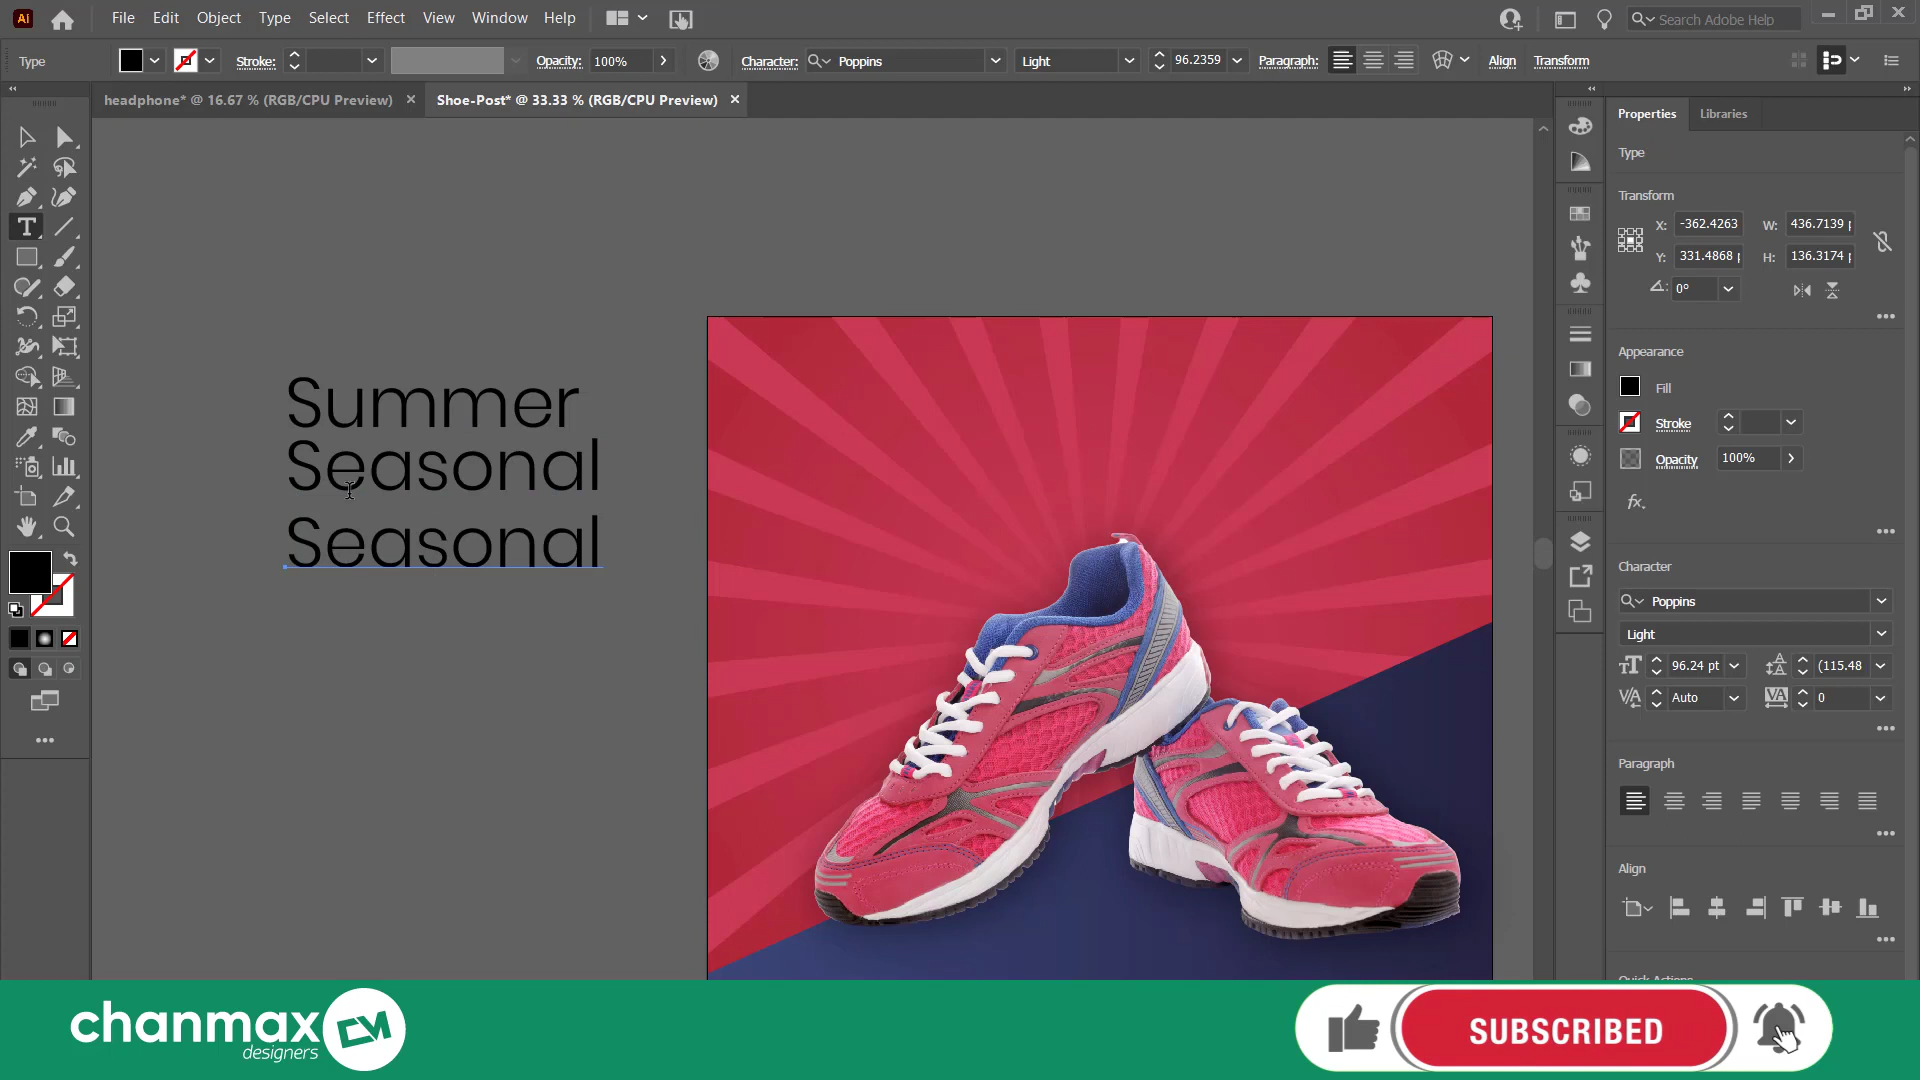 Ai File Edit Object Type Select Effect View Window Help Search Adobe Help
Type Stroke: Opacity: 100% Character: Poppins Light 96.2359 Paragraph: Align Transform
headphone* @ 16.67 % (RGB/CPU Preview) Shoe-Post* @ 33.33 % (RGB/CPU Preview)
Properties Libraries
Type
Transform
X: -362.4263 W: 436.7139 p
Y: 331.4868 p H: 136.3174 p
0°
Appearance
Fill
Stroke
Opacity 100%
fx
Character
Poppins
Light
96.24 pt (115.48
Auto 0
Paragraph
Align
Quick Actions
Summer
Seasonal
Seasonal
chanmax
designers
CM
SUBSCRIBED